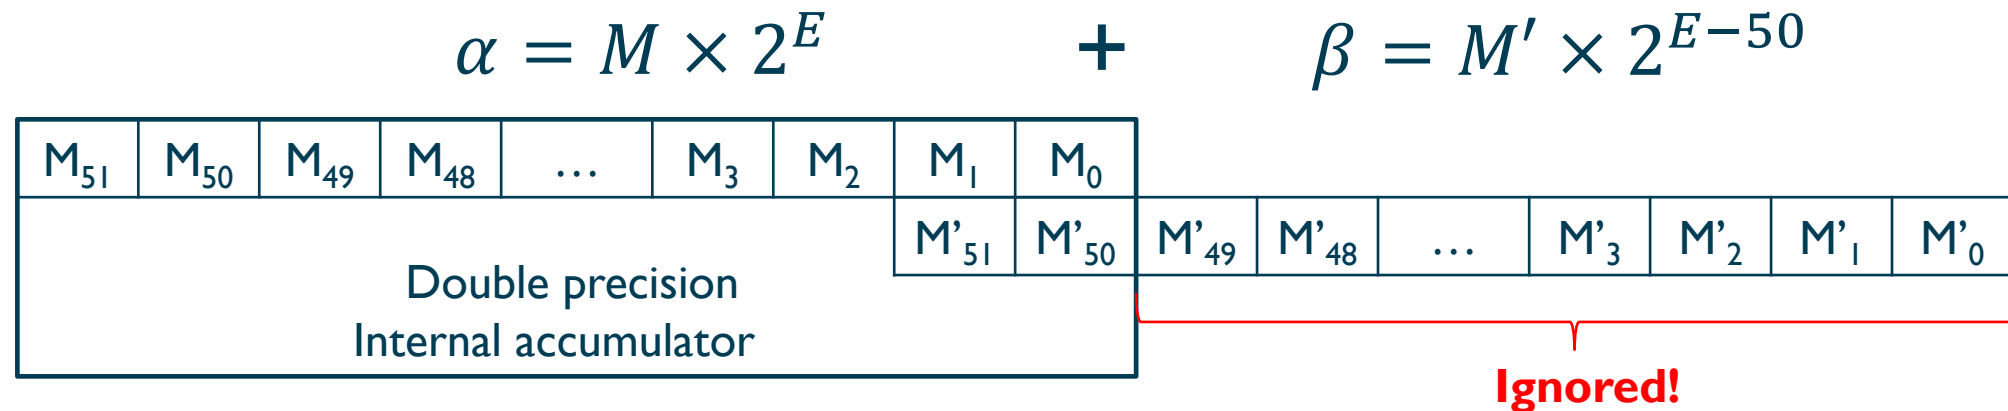 α = M × 2^E + β = M′ × 2^{E−50}
M₅₁ M₅₀ M₄₉ M₄₈ … M₃ M₂ M₁ M₀
M’₅₁ M’₅₀ M’₄₉ M’₄₈ … M’₃ M’₂ M’₁ M’₀
Double precision
Internal accumulator
Ignored!